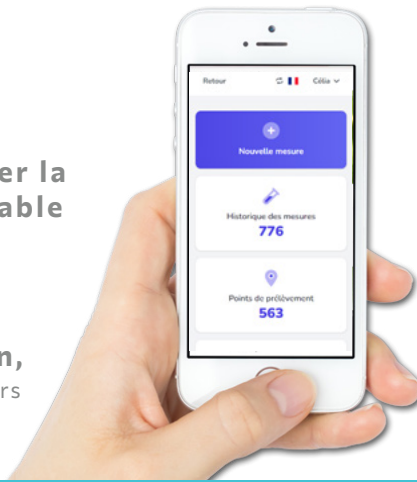 er la
able
n,
rs
Retour
Célia
Nouvelle mesure
Historique des mesures
776
Points de prélèvement
563